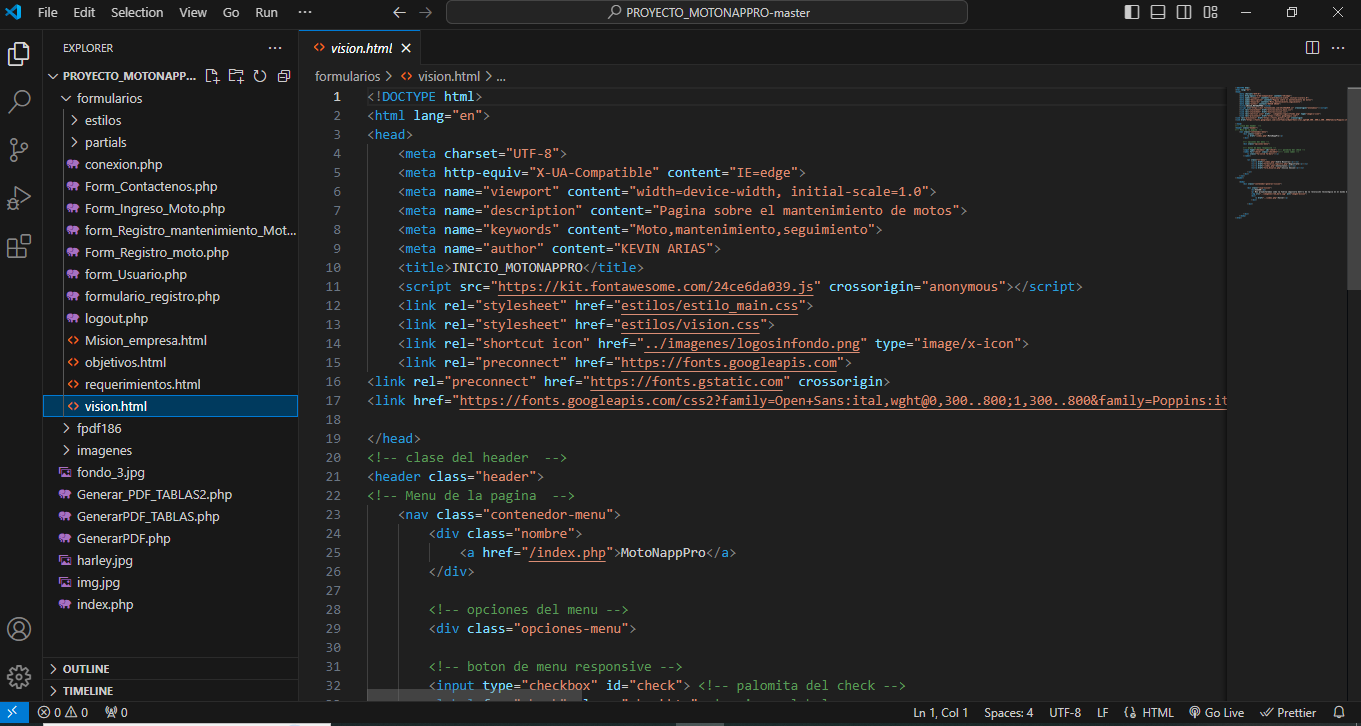 File Edit Selection View Go Run ··· PROYECTO_MOTONAPPRO-master
EXPLORER ···
PROYECTO_MOTONAPP...
formularios
estilos
partials
conexion.php
Form_Contactenos.php
Form_Ingreso_Moto.php
form_Registro_mantenimiento_Mot...
Form_Registro_moto.php
form_Usuario.php
formulario_registro.php
logout.php
Mision_empresa.html
objetivos.html
requerimientos.html
vision.html
fpdf186
imagenes
fondo_3.jpg
Generar_PDF_TABLAS2.php
GenerarPDF_TABLAS.php
GenerarPDF.php
harley.jpg
img.jpg
index.php
OUTLINE
TIMELINE
vision.html
formularios > vision.html > ...
1 <!DOCTYPE html>
2 <html lang="en">
3 <head>
4 <meta charset="UTF-8">
5 <meta http-equiv="X-UA-Compatible" content="IE=edge">
6 <meta name="viewport" content="width=device-width, initial-scale=1.0">
7 <meta name="description" content="Pagina sobre el mantenimiento de motos">
8 <meta name="keywords" content="Moto,mantenimiento,seguimiento">
9 <meta name="author" content="KEVIN ARIAS">
10 <title>INICIO_MOTONAPPRO</title>
11 <script src="https://kit.fontawesome.com/24ce6da039.js" crossorigin="anonymous"></script>
12 <link rel="stylesheet" href="estilos/estilo_main.css">
13 <link rel="stylesheet" href="estilos/vision.css">
14 <link rel="shortcut icon" href="../imagenes/logosinfondo.png" type="image/x-icon">
15 <link rel="preconnect" href="https://fonts.googleapis.com">
16 <link rel="preconnect" href="https://fonts.gstatic.com" crossorigin>
17 <link href="https://fonts.googleapis.com/css2?family=Open+Sans:ital,wght@0,300..800;1,300..800&family=Poppins:it
18
19 </head>
20 <!-- clase del header  -->
21 <header class="header">
22 <!-- Menu de la pagina  -->
23 <nav class="contenedor-menu">
24 <div class="nombre">
25 <a href="/index.php">MotoNappPro</a>
26 </div>
27
28 <!-- opciones del menu -->
29 <div class="opciones-menu">
30
31 <!-- boton de menu responsive -->
32 <input type="checkbox" id="check"> <!-- palomita del check -->
0 0 0 Ln 1, Col 1 Spaces: 4 UTF-8 LF HTML Go Live Prettier